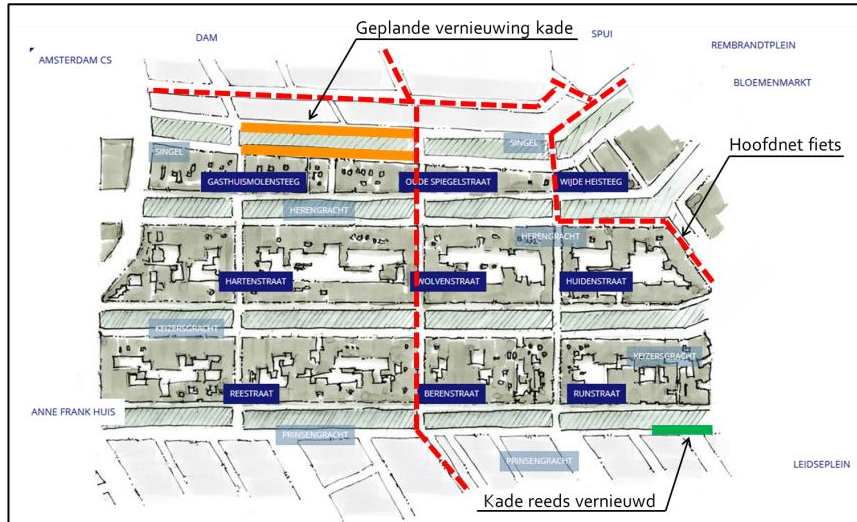 Geplande vernieuwing kade
DAM
SPUI
AMSTERDAM CS
REMBRANDTPLEIN
BLOEMENMARKT
Hoofdnet fiets
SINGEL
SINGEL
GASTHUISMOLENSTEEG
OUDE SPIEGELSTRAAT
WIJDE HEISTEEG
HERENGRACHT
HERENGRACHT
HARTENSTRAAT
WOLVENSTRAAT
HUIDENSTRAAT
KEIZERSGRACHT
KEIZERSGRACHT
REESTRAAT
BERENSTRAAT
RUNSTRAAT
ANNE FRANK HUIS
PRINSENGRACHT
PRINSENGRACHT
LEIDSEPLEIN
Kade reeds vernieuwd